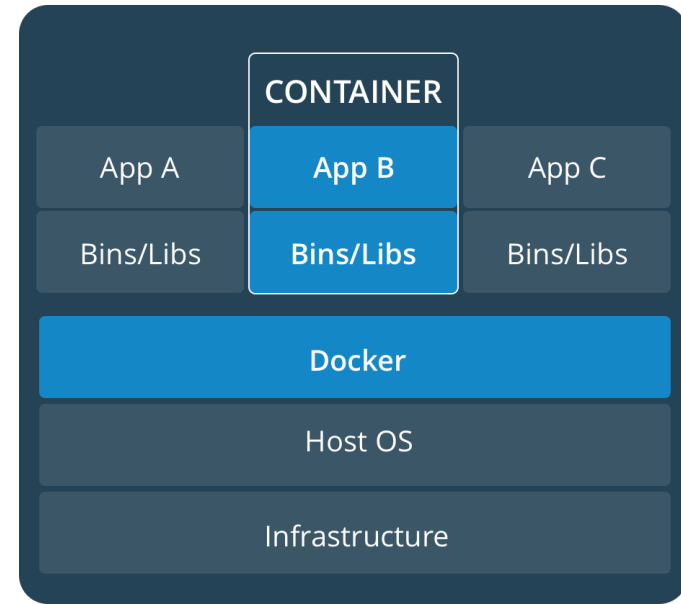 CONTAINER
App A
App B
App C
Bins/Libs
Bins/Libs
Bins/Libs
Docker
Host OS
Infrastructure